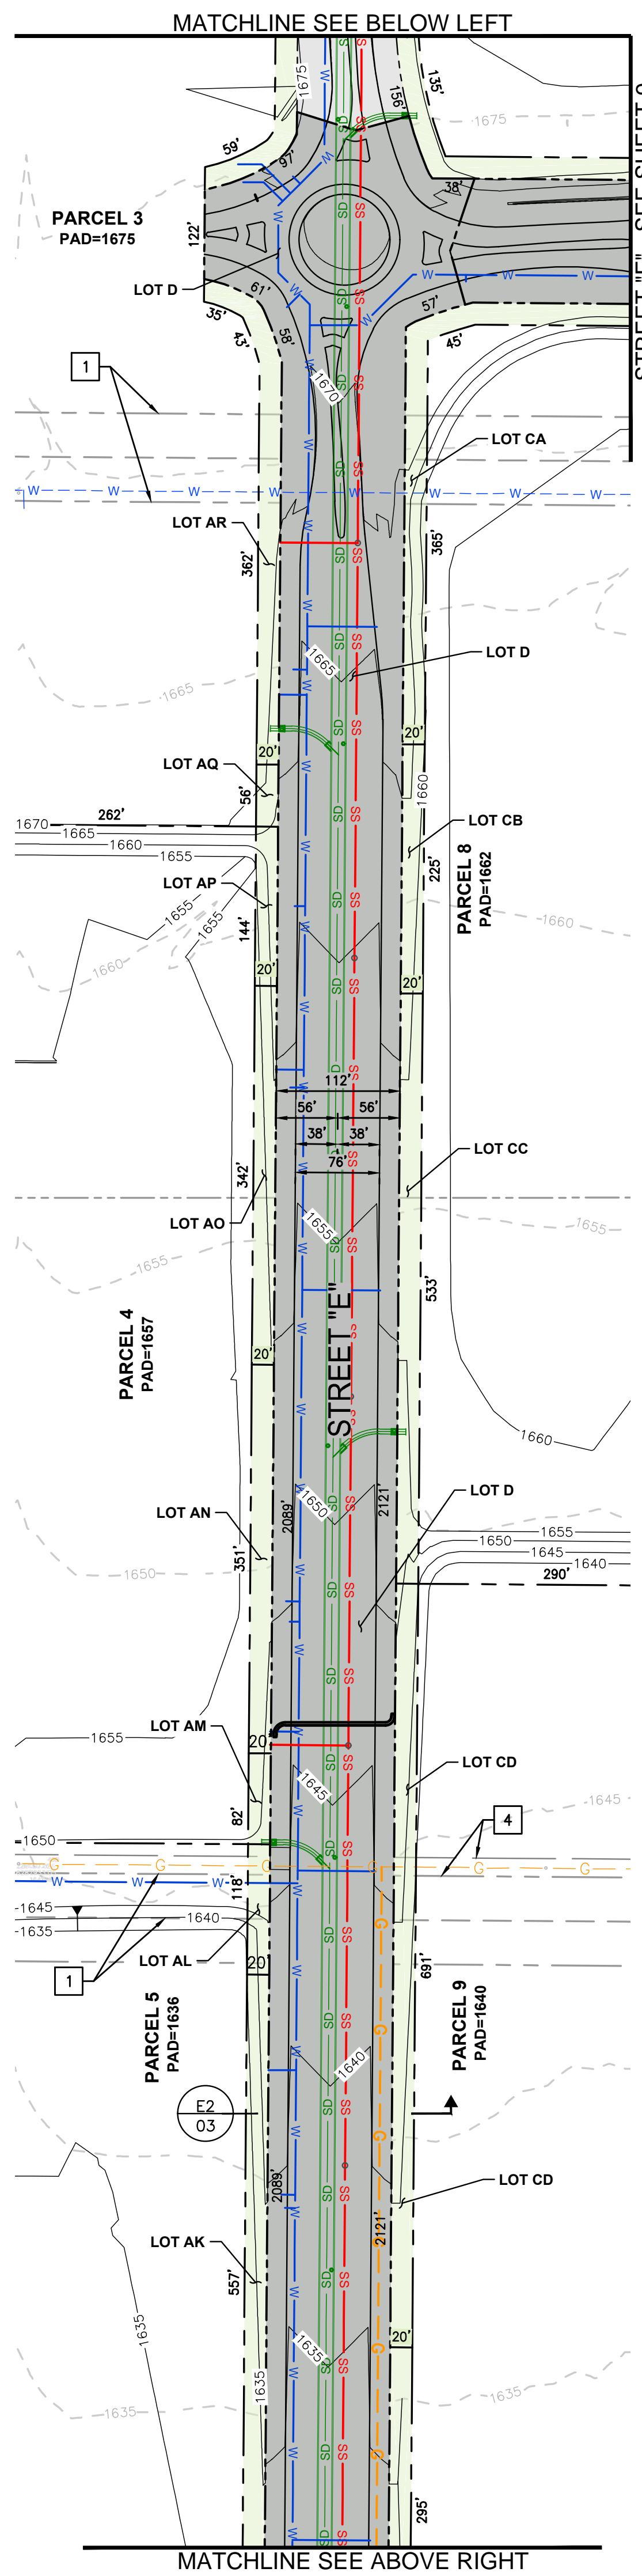 MATCHLINE SEE BELOW LEFT
1675
156'
135'
1675
59'
97'
38'
PARCEL 3
PAD=1675
122'
LOT D
61'
57'
35'
43'
58'
45'
1
1670
LOT CA
LOT AR
362'
365'
LOT D
1665
1665
20'
20'
LOT AQ
56'
1660
262'
1670
1665
1660
1655
LOT CB
225'
PARCEL 8
PAD=1662
LOT AP
144'
1655
1655
1660
1660
20'
20'
112'
56'
56'
38'
38'
76'
342'
LOT CC
LOT AO
1655
1655
1655
533'
STREET "E"
PARCEL 4
PAD=1657
20'
1660
LOT D
1650
2089'
2121'
LOT AN
351'
1650
1655
1650
1645
1640
290'
LOT AM
1655
20'
1645
LOT CD
1645
82'
4
1650
118'
1645
1640
1635
LOT AL
1
20'
691'
PARCEL 5
PAD=1636
PARCEL 9
PAD=1640
1640
E2
03
2089'
LOT CD
2121'
LOT AK
557'
1635
1635
1635
20'
1635
1635
295'
MATCHLINE SEE ABOVE RIGHT